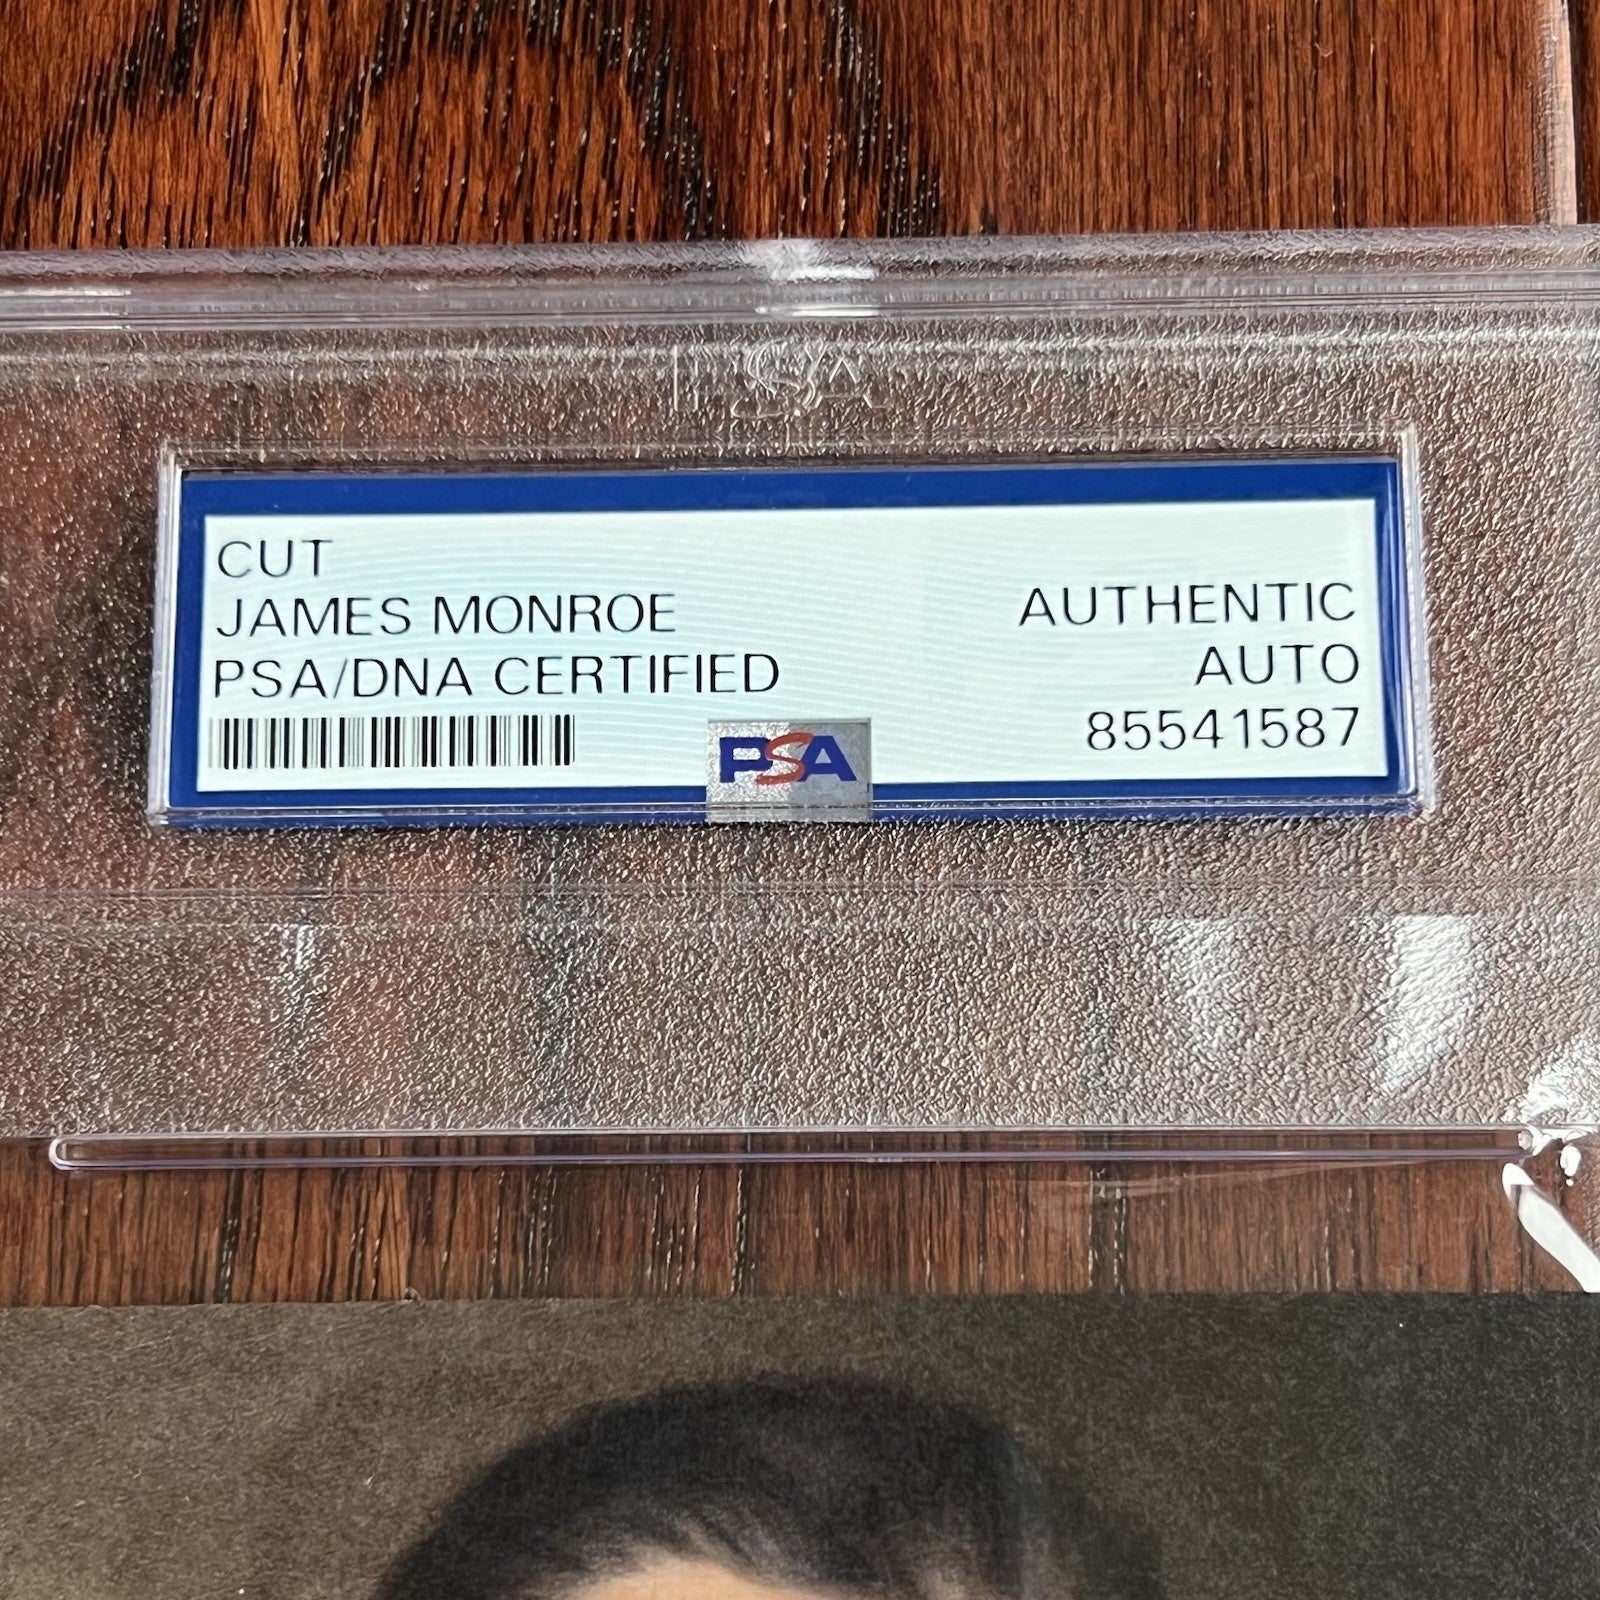 CUT
JAMES MONROE
PSA/DNA CERTIFIED
AUTHENTIC
AUTO
85541587
PSA